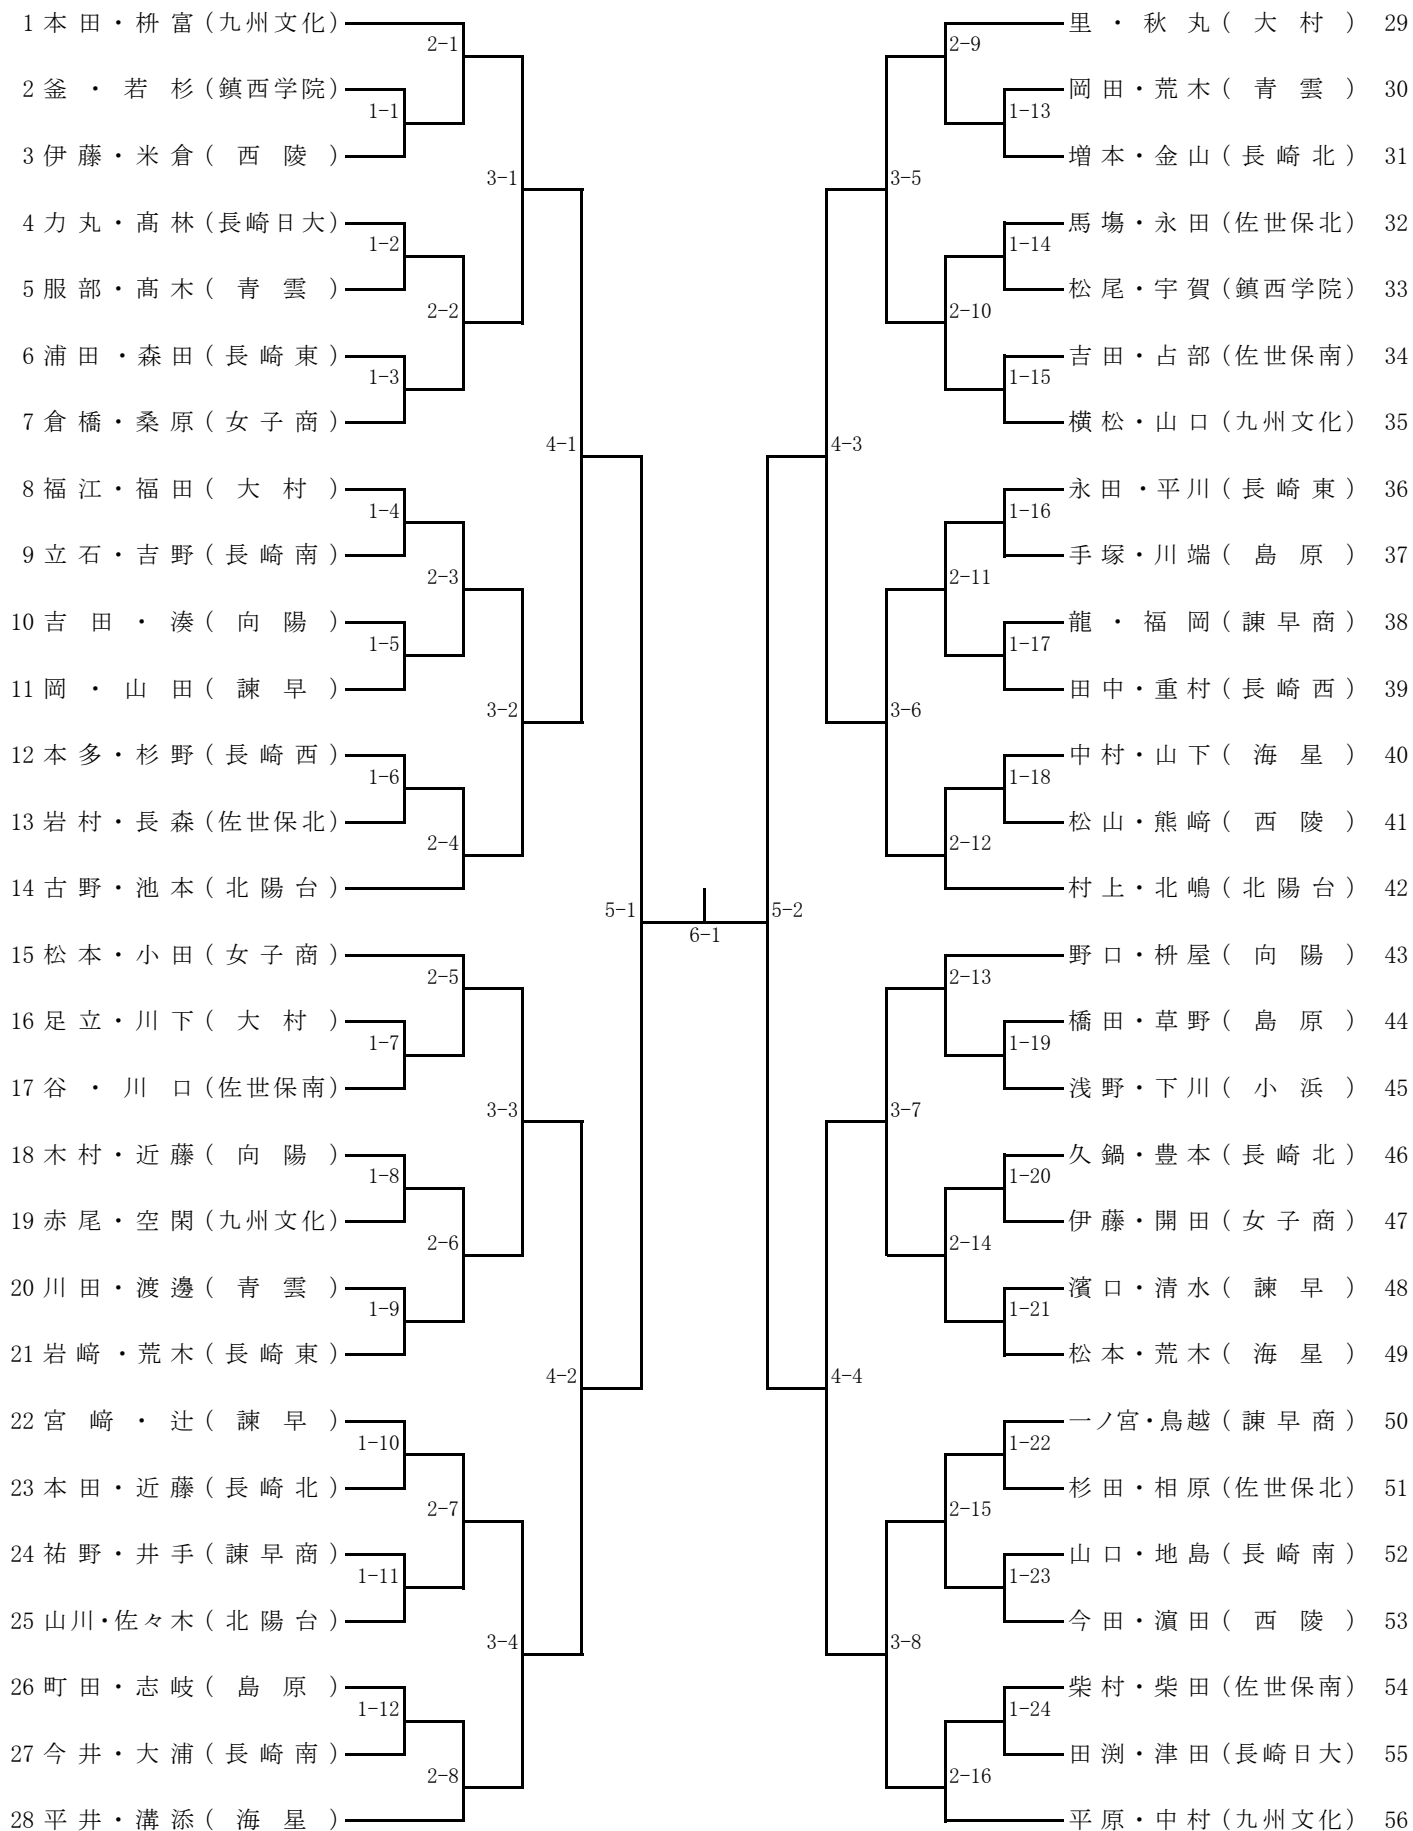 1 本田・枡富(九州文化)
2-1
2 釜・若杉(鎮西学院)
1-1
3 伊藤・米倉(西陵)
3-1
4 力丸・髙林(長崎日大)
1-2
5 服部・髙木(青雲)
2-2
6 浦田・森田(長崎東)
1-3
7 倉橋・桑原(女子商)
4-1
8 福江・福田(大村)
1-4
9 立石・吉野(長崎南)
2-3
10 吉田・湊(向陽)
1-5
11 岡・山田(諫早)
3-2
12 本多・杉野(長崎西)
1-6
13 岩村・長森(佐世保北)
2-4
14 古野・池本(北陽台)
5-1
15 松本・小田(女子商)
2-5
16 足立・川下(大村)
1-7
17 谷・川口(佐世保南)
3-3
18 木村・近藤(向陽)
1-8
19 赤尾・空閑(九州文化)
2-6
20 川田・渡邊(青雲)
1-9
21 岩﨑・荒木(長崎東)
4-2
22 宮﨑・辻(諫早)
1-10
23 本田・近藤(長崎北)
2-7
24 祐野・井手(諫早商)
1-11
25 山川・佐々木(北陽台)
3-4
26 町田・志岐(島原)
1-12
27 今井・大浦(長崎南)
2-8
28 平井・溝添(海星)
6-1
里・秋丸(大村) 29
2-9
岡田・荒木(青雲) 30
1-13
増本・金山(長崎北) 31
3-5
馬場・永田(佐世保北) 32
1-14
松尾・宇賀(鎮西学院) 33
2-10
吉田・占部(佐世保南) 34
1-15
横松・山口(九州文化) 35
4-3
永田・平川(長崎東) 36
1-16
手塚・川端(島原) 37
2-11
龍・福岡(諫早商) 38
1-17
田中・重村(長崎西) 39
3-6
中村・山下(海星) 40
1-18
松山・熊﨑(西陵) 41
2-12
村上・北嶋(北陽台) 42
5-2
野口・枡屋(向陽) 43
2-13
橋田・草野(島原) 44
1-19
浅野・下川(小浜) 45
3-7
久鍋・豊本(長崎北) 46
1-20
伊藤・開田(女子商) 47
2-14
濱口・清水(諫早) 48
1-21
松本・荒木(海星) 49
4-4
一ノ宮・鳥越(諫早商) 50
1-22
杉田・相原(佐世保北) 51
2-15
山口・地島(長崎南) 52
1-23
今田・濵田(西陵) 53
3-8
柴村・柴田(佐世保南) 54
1-24
田渕・津田(長崎日大) 55
2-16
平原・中村(九州文化) 56